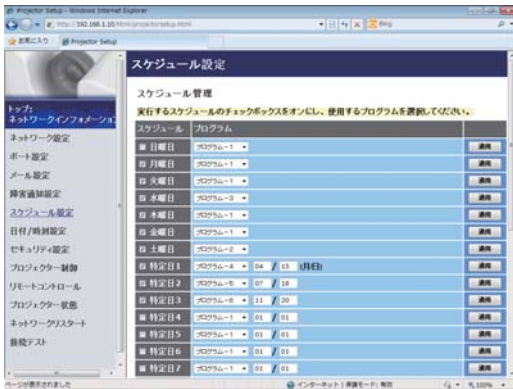 Projector Setup - Windows Internet Explorer
http://192.168.1.10/html/projectorsetup.html
Bing
お気に入り
Projector Setup
スケジュール設定
スケジュール管理
実行するスケジュールのチェックボックスをオンにし、使用するプログラムを選択してください。
スケジュール プログラム
日曜日 プログラム-1 適用
月曜日 プログラム-1 適用
火曜日 プログラム-1 適用
水曜日 プログラム-3 適用
木曜日 プログラム-1 適用
金曜日 プログラム-1 適用
土曜日 プログラム-2 適用
特定日1 プログラム-4 04 / 15 (月/日) 適用
特定日2 07 / 18 適用
特定日3 11 / 20 適用
特定日4 プログラム-1 01 / 01 適用
特定日5 プログラム-1 01 / 01 適用
特定日6 プログラム-1 01 / 01 適用
特定日7 プログラム-1 01 / 01 適用
トップ:
ネットワークインフォメーション
ネットワーク設定
ポート設定
メール設定
障害通知設定
スケジュール設定
日付/時刻設定
セキュリティ設定
プロジェクター制御
リモートコントロール
プロジェクター状態
ネットワークリスタート
接続テスト
ページが表示されました
インターネット | 保護モード: 無効
100%